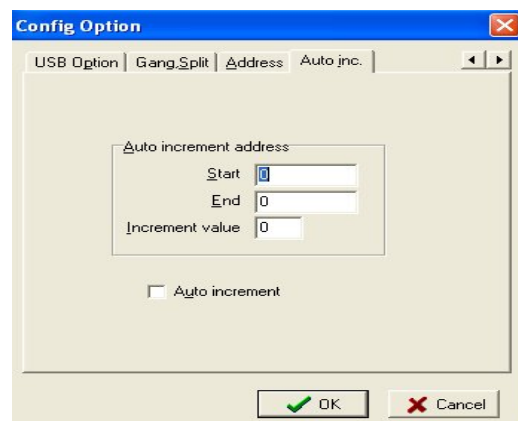 Config Option
USB Option Gang,Split Address Auto inc.
Auto increment address
Start 0
End 0
Increment value 0
Auto increment
OK Cancel